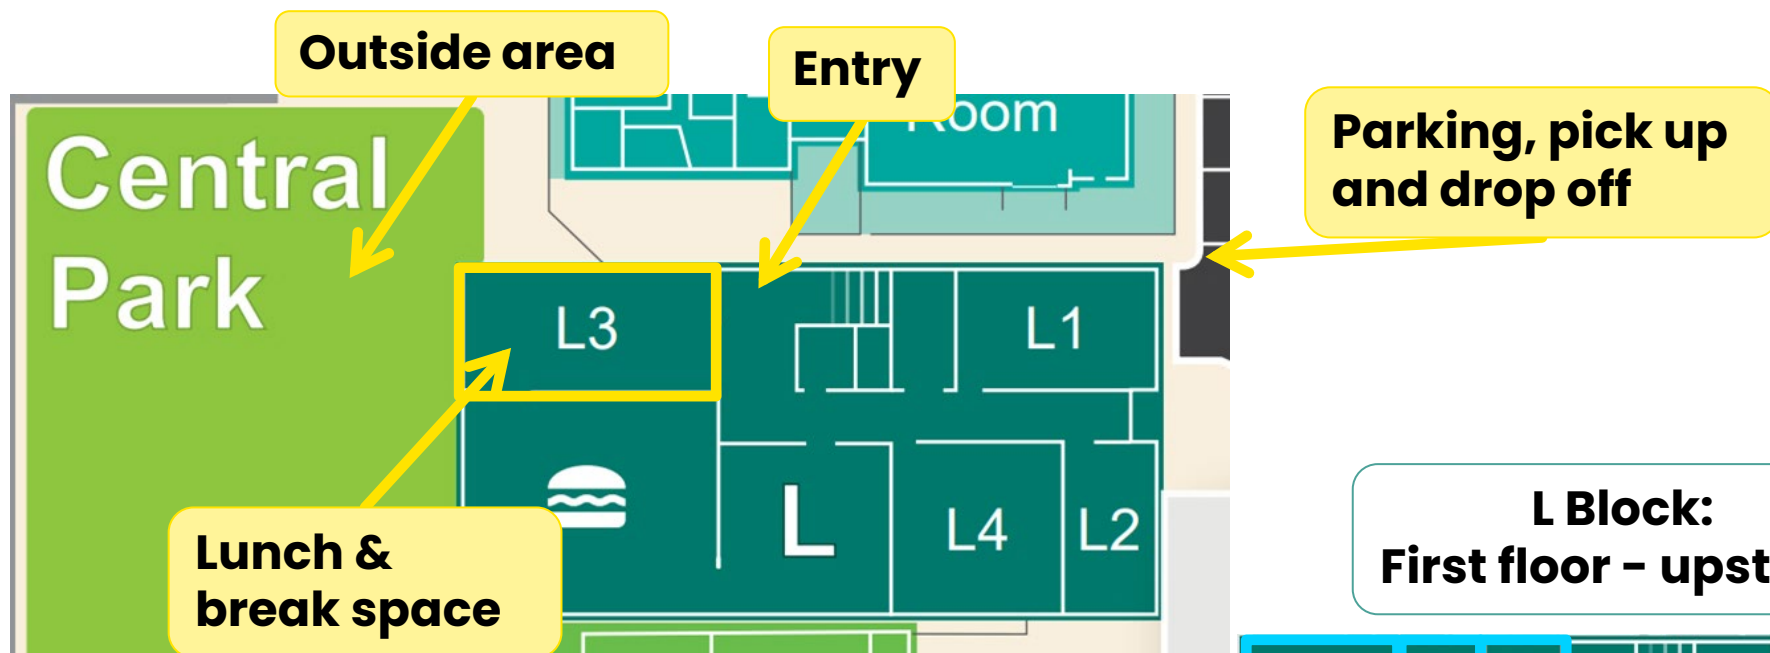 Outside area
Entry
Room
Parking, pick up
and drop off
Central
Park
L3
L1
L
L4
L2
Lunch &
break space
L Block:
First floor - upst